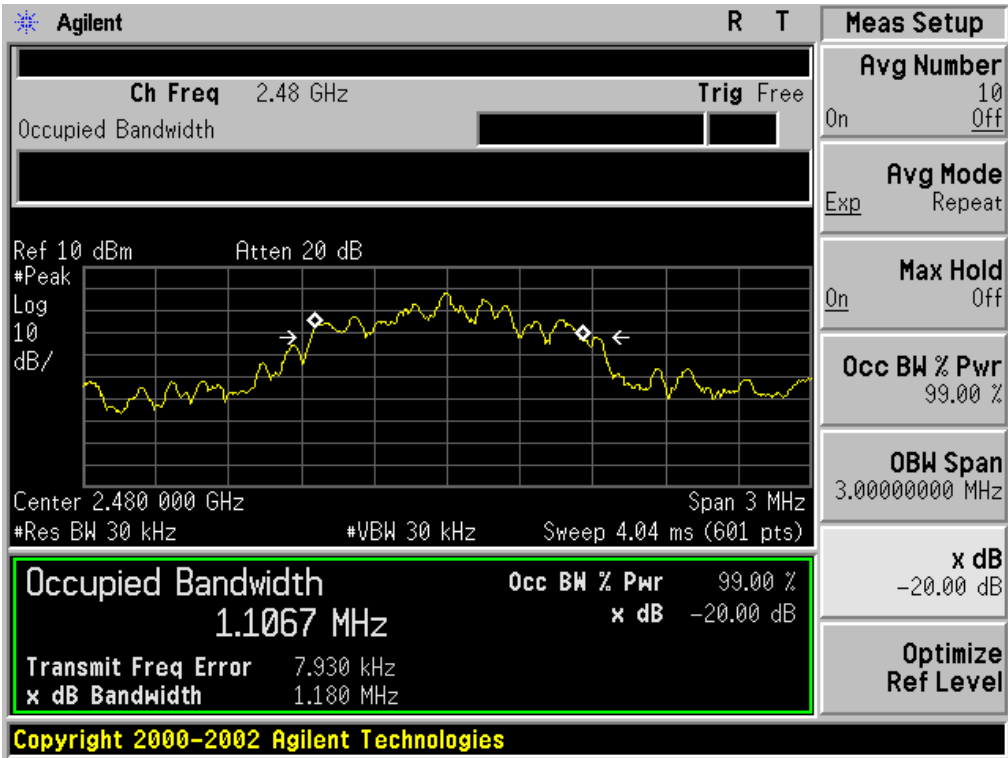 Agilent R T
Meas Setup
Ch Freq 2.48 GHz Trig Free
Occupied Bandwidth
Avg Number
10
On Off
Avg Mode
Exp Repeat
Max Hold
On Off
Occ BW % Pwr
99.00 %
OBW Span
3.00000000 MHz
x dB
-20.00 dB
Optimize
Ref Level
Ref 10 dBm Atten 20 dB
#Peak
Log
10
dB/
Center 2.480 000 GHz Span 3 MHz
#Res BW 30 kHz #VBW 30 kHz Sweep 4.04 ms (601 pts)
Occupied Bandwidth Occ BW % Pwr 99.00 %
1.1067 MHz x dB -20.00 dB
Transmit Freq Error 7.930 kHz
x dB Bandwidth 1.180 MHz
Copyright 2000-2002 Agilent Technologies